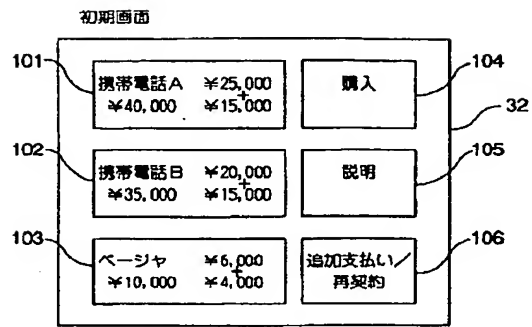 初期画面
101
携帯電話A ¥25,000
+
¥40,000 ¥15,000
購入
104
32
102
携帯電話B ¥20,000
+
¥35,000 ¥15,000
説明
105
103
ページャ ¥6,000
+
¥10,000 ¥4,000
追加支払い/
再契約
106